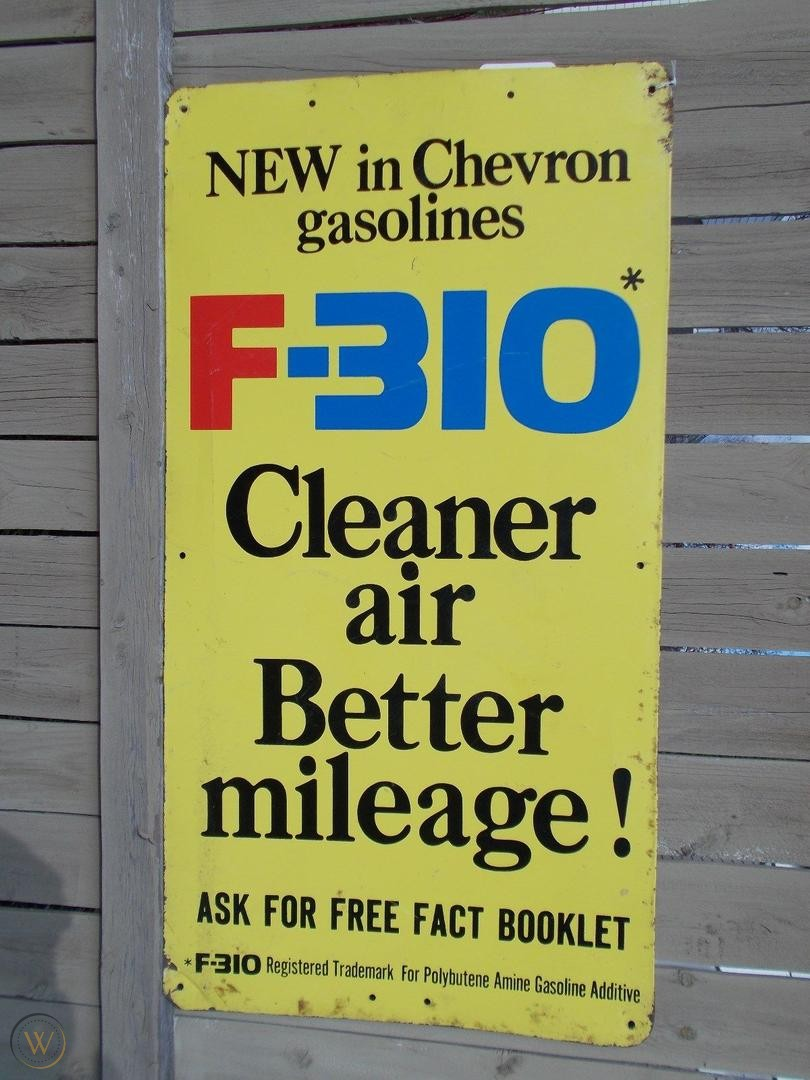 NEW in Chevron
gasolines
F-310*
Cleaner
air
Better
mileage!
ASK FOR FREE FACT BOOKLET
*F-310 Registered Trademark For Polybutene Amine Gasoline Additive
W